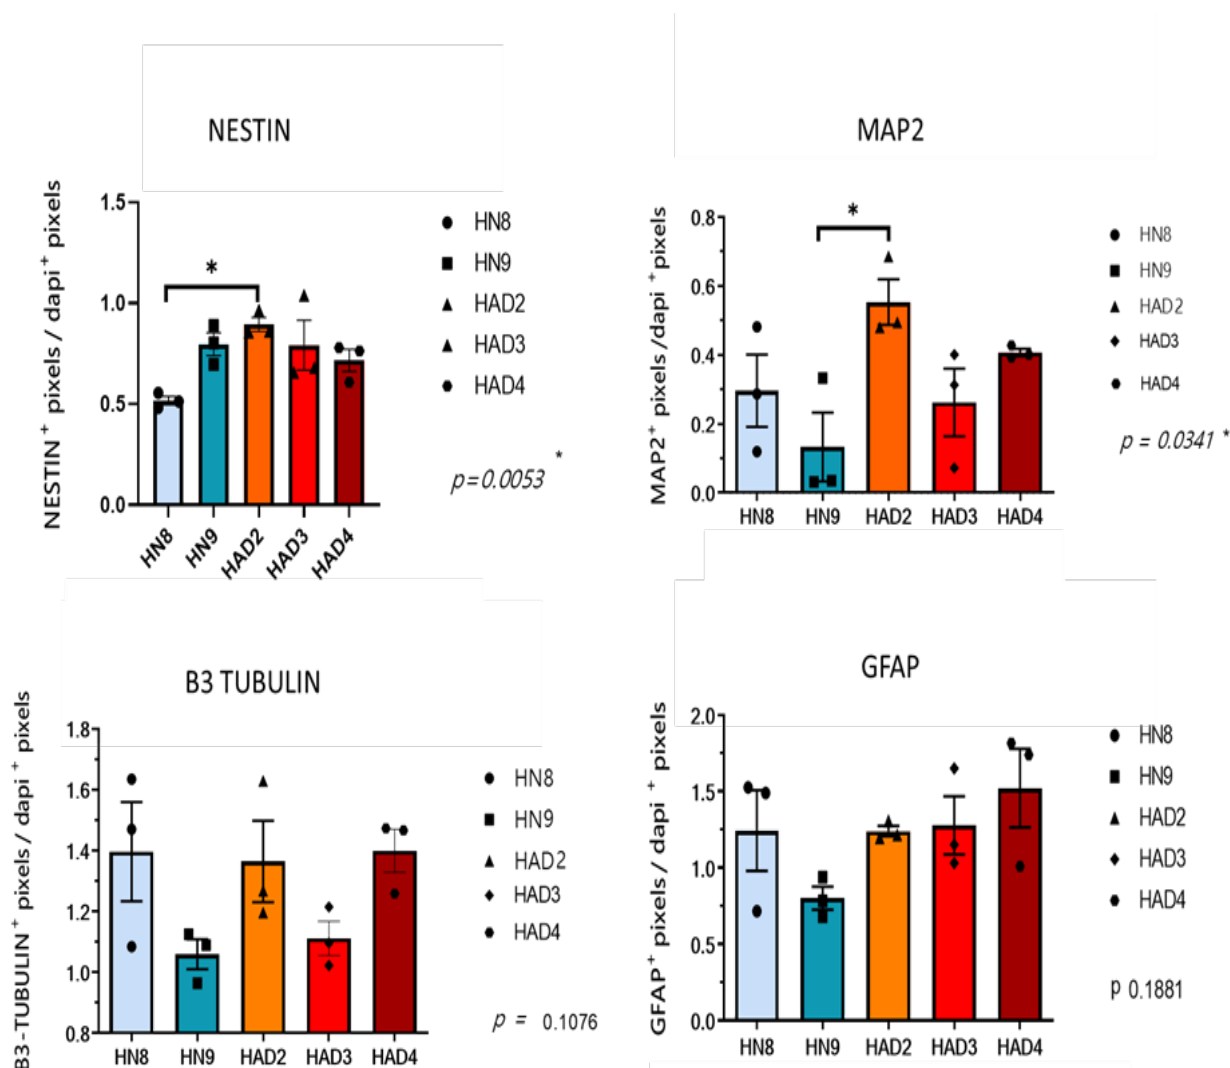 NESTIN
NESTIN+ pixels / dapi + pixels
1.5
1.0
0.5
0.0
*
HN8
HN9
HAD2
HAD3
HAD4
HN8
HN9
HAD2
HAD3
HAD4
p=0.0053 *
MAP2
MAP2+ pixels /dapi + pixels
0.8
0.6
0.4
0.2
0.0
*
HN8
HN9
HAD2
HAD3
HAD4
HN8
HN9
HAD2
HAD3
HAD4
p = 0.0341 *
B3 TUBULIN
B3-TUBULIN+ pixels / dapi + pixels
1.8
1.6
1.4
1.2
1.0
0.8
HN8
HN9
HAD2
HAD3
HAD4
HN8
HN9
HAD2
HAD3
HAD4
p = 0.1076
GFAP
GFAP+ pixels / dapi + pixels
2.0
1.5
1.0
0.5
0.0
HN8
HN9
HAD2
HAD3
HAD4
HN8
HN9
HAD2
HAD3
HAD4
p 0.1881